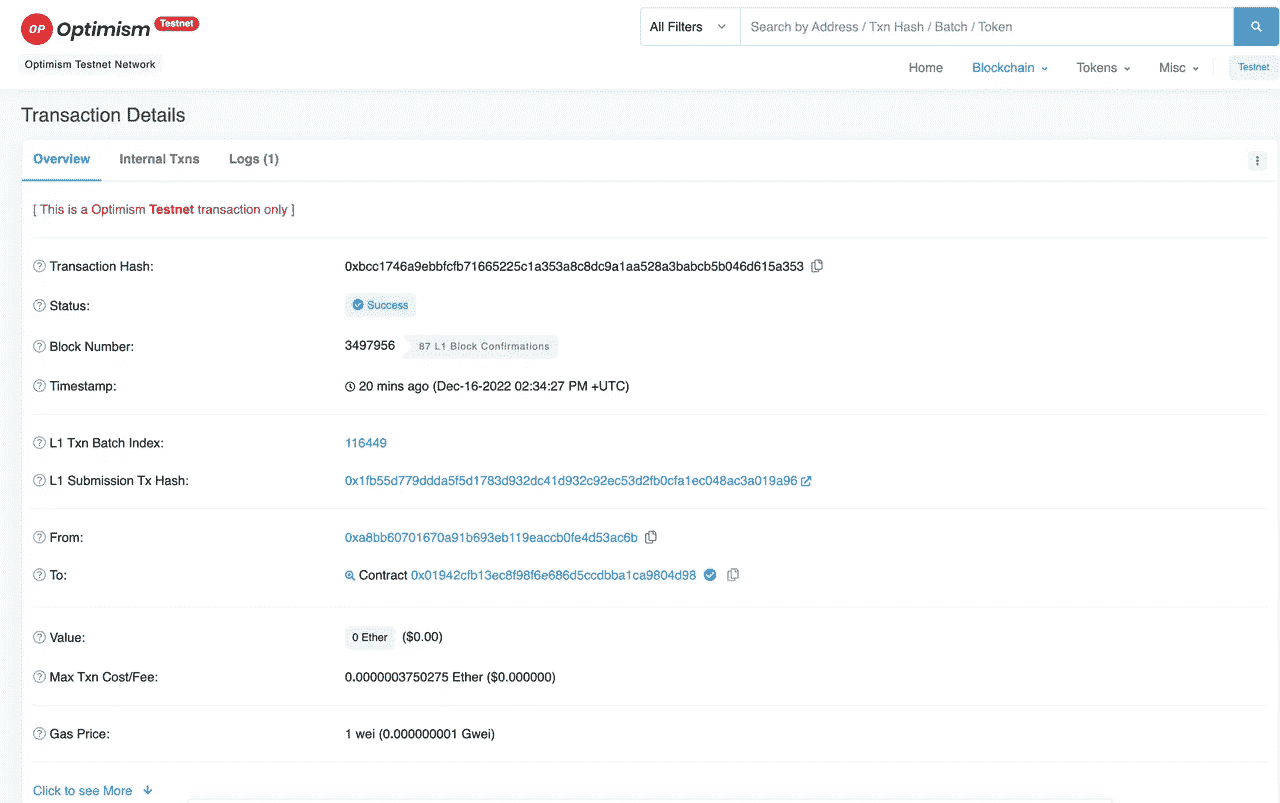 OP Optimism Testnet
All Filters Search by Address / Txn Hash / Batch / Token
Optimism Testnet Network
Home Blockchain Tokens Misc Testnet
Transaction Details
Overview Internal Txns Logs (1)
[ This is a Optimism Testnet transaction only ]
Transaction Hash: 0xbcc1746a9ebbfcfb71665225c1a353a8c8dc9a1aa528a3babcb5b046d615a353
Status: Success
Block Number: 3497956 87 L1 Block Confirmations
Timestamp: 20 mins ago (Dec-16-2022 02:34:27 PM +UTC)
L1 Txn Batch Index: 116449
L1 Submission Tx Hash: 0x1fb55d779ddda5f5d1783d932dc41d932c92ec53d2fb0cfa1ec048ac3a019a96
From: 0xa8bb60701670a91b693eb119eaccb0fe4d53ac6b
To: Contract 0x01942cfb13ec8f98f6e686d5ccdbba1ca9804d98
Value: 0 Ether ($0.00)
Max Txn Cost/Fee: 0.0000003750275 Ether ($0.000000)
Gas Price: 1 wei (0.000000001 Gwei)
Click to see More